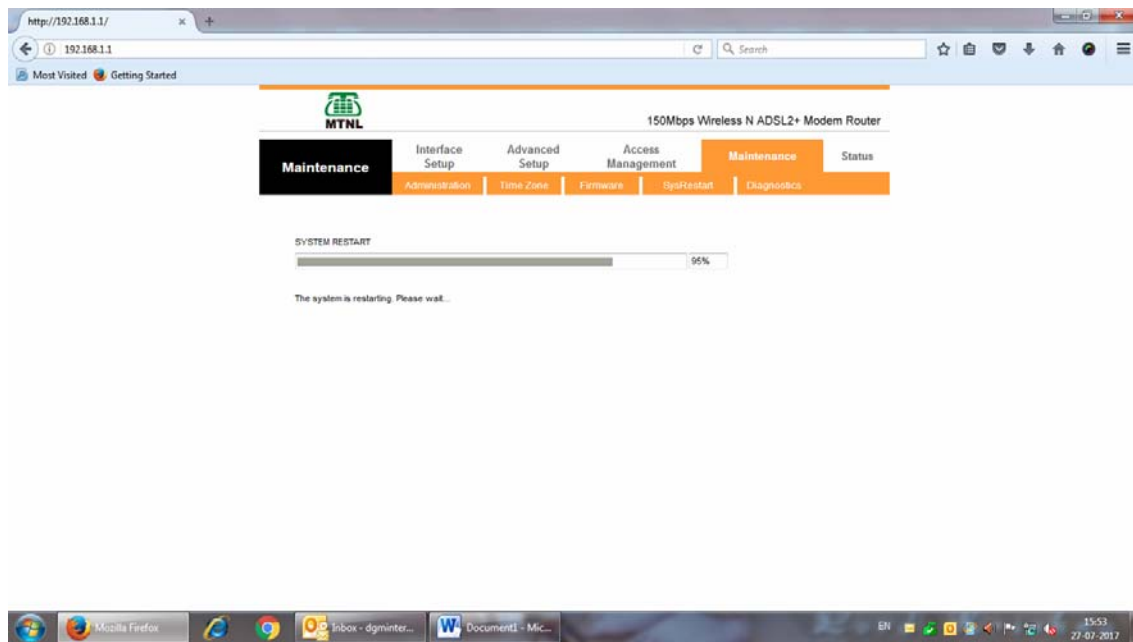 http://192.168.1.1/
192.168.1.1
Search
Most Visited Getting Started
MTNL
150Mbps Wireless N ADSL2+ Modem Router
Maintenance
Interface Setup
Advanced Setup
Access Management
Maintenance
Status
Administration
Time Zone
Firmware
SysRestart
Diagnostics
SYSTEM RESTART
95%
The system is restarting. Please wait...
Mozilla Firefox
Inbox - dgminter...
Document1 - Mic...
EN
15:53
27-07-2017